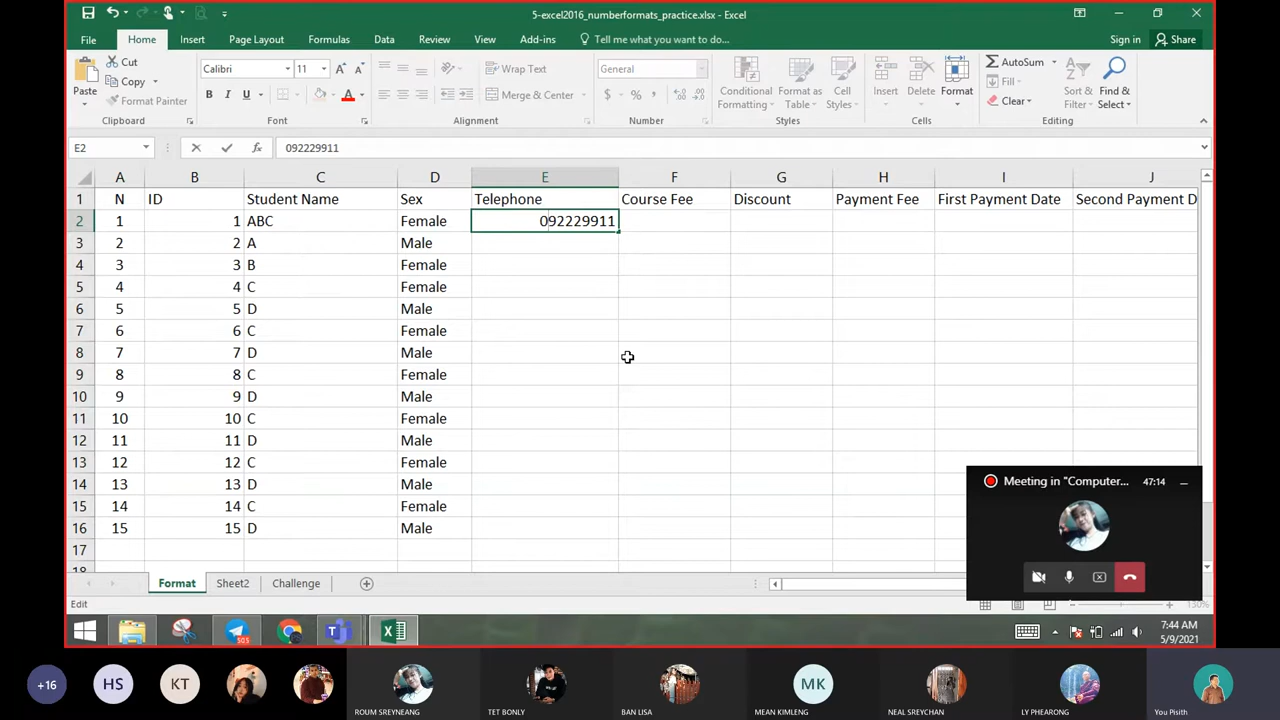 5-excel2016_numberformats_practice.xlsx - Excel
File Home Insert Page Layout Formulas Data Review View Add-ins Tell me what you want to do... Sign in Share
Paste
Cut
Copy
Format Painter
Clipboard
Calibri 11
B I U A
Font
Wrap Text
Merge & Center
Alignment
General
$ % ,
Number
Conditional Formatting
Format as Table
Cell Styles
Styles
Insert
Delete
Format
Cells
AutoSum
Fill
Clear
Sort & Filter
Find & Select
Editing
E2 fx 092229911
A B C D E F G H I J
1 N ID Student Name Sex Telephone Course Fee Discount Payment Fee First Payment Date Second Payment D
2 1 1 ABC Female 092229911
3 2 2 A Male
4 3 3 B Female
5 4 4 C Female
6 5 5 D Male
7 6 6 C Female
8 7 7 D Male
9 8 8 C Female
10 9 9 D Male
11 10 10 C Female
12 11 11 D Male
13 12 12 C Female
14 13 13 D Male
15 14 14 C Female
16 15 15 D Male
17
18
Meeting in "Computer... 47:14
Format Sheet2 Challenge
Edit 130%
505
7:44 AM
5/9/2021
+16 HS KT MK
ROUM SREYNEANG TET BONLY BAN LISA MEAN KIMLENG NEAL SREYCHAN LY PHEARONG You Pisith